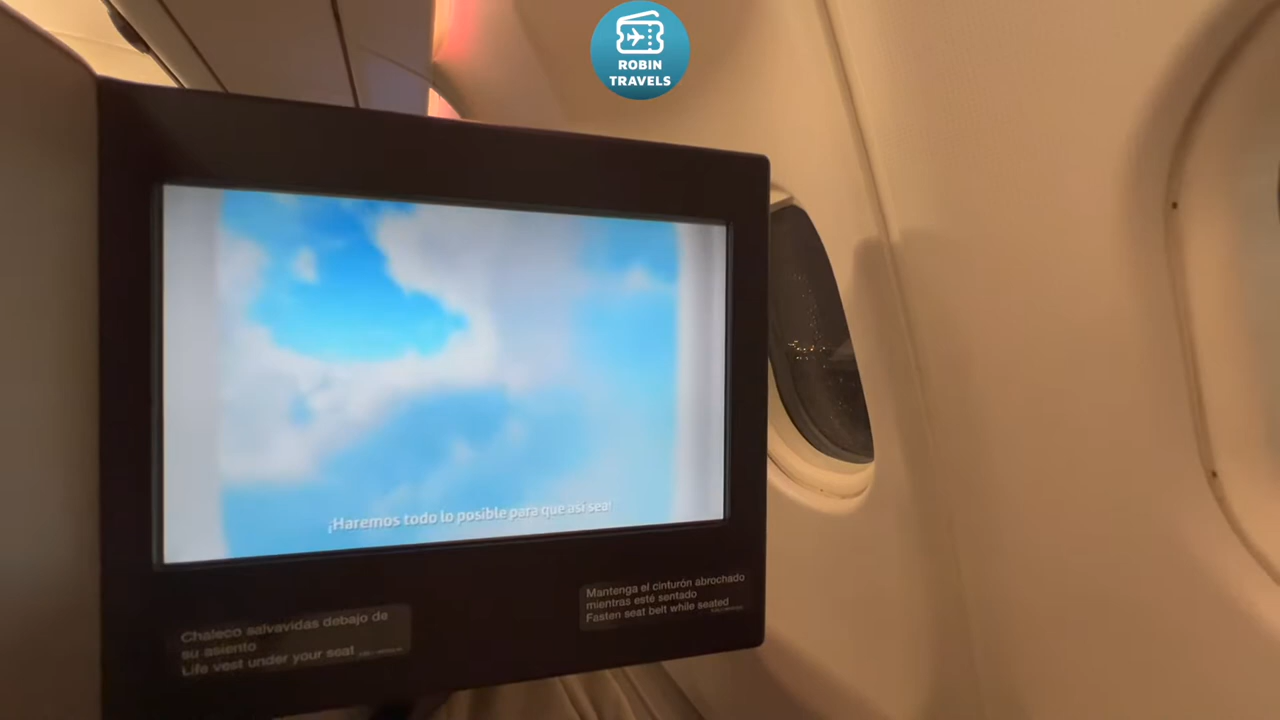 ROBIN
TRAVELS
¡Haremos todo lo posible para que así sea!
Chaleco salvavidas debajo de
su asiento
Life vest under your seat
Mantenga el cinturón abrochado
mientras esté sentado
Fasten seat belt while seated